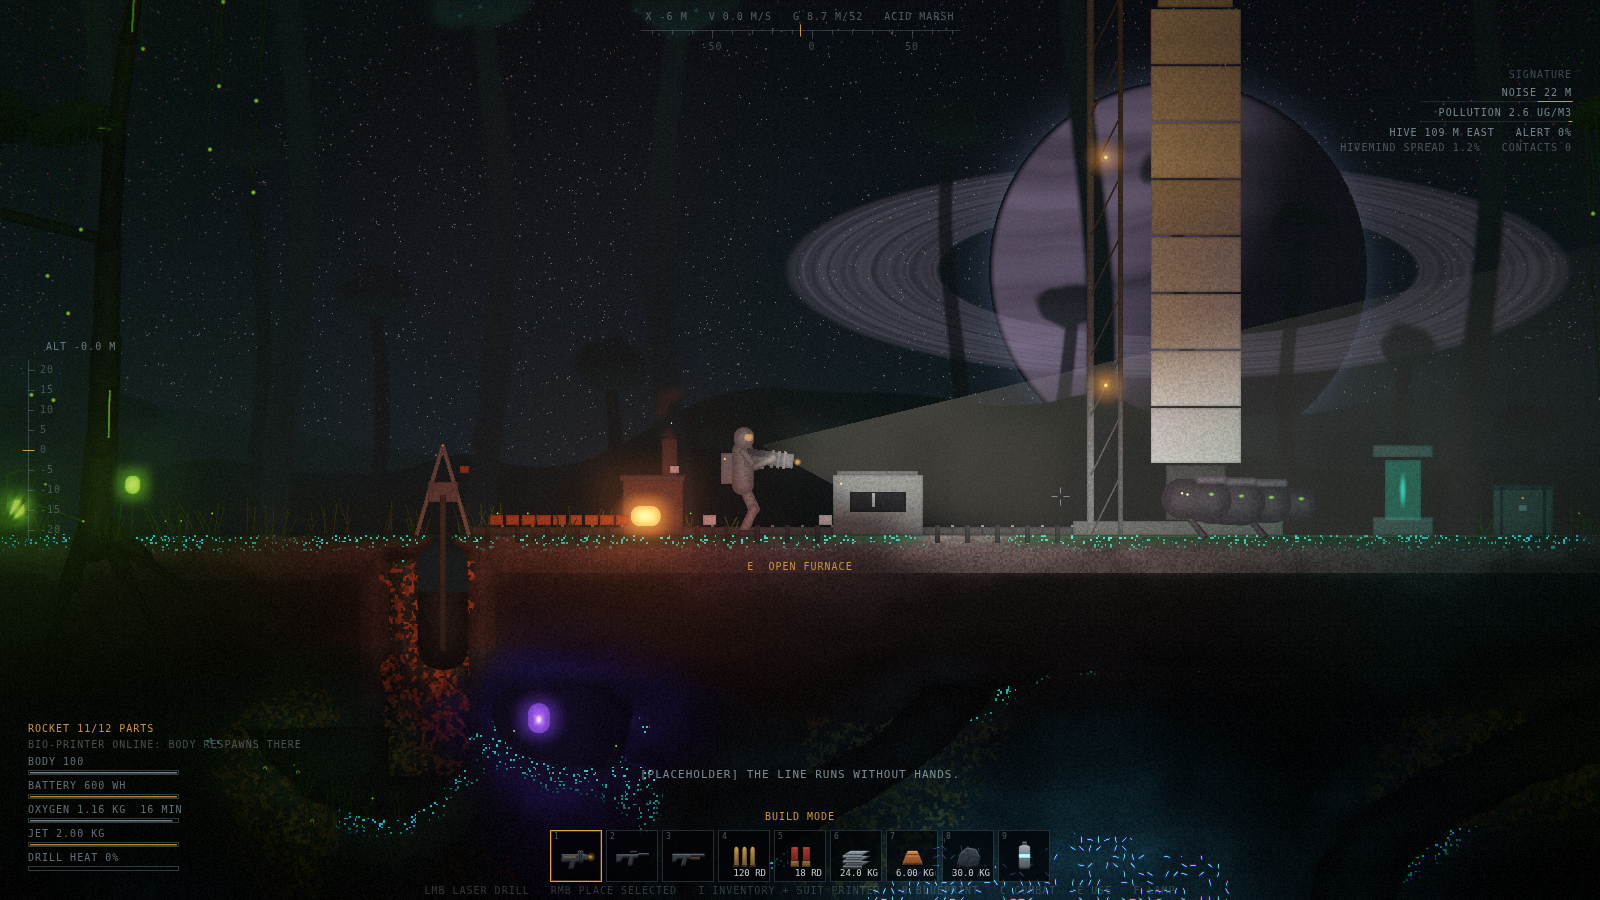 X -6 M   V 0.0 M/S   G 8.7 M/S2   ACID MARSH
-50   0   50
SIGNATURE
NOISE 22 M
POLLUTION 2.6 UG/M3
HIVE 109 M EAST   ALERT 0%
HIVEMIND SPREAD 1.2%   CONTACTS 0
ALT -0.0 M
20
15
10
5
0
-5
-10
-15
-20
E  OPEN FURNACE
ROCKET 11/12 PARTS
BIO-PRINTER ONLINE: BODY RESPAWNS THERE
BODY 100
BATTERY 600 WH
OXYGEN 1.16 KG  16 MIN
JET 2.00 KG
DRILL HEAT 0%
[PLACEHOLDER] THE LINE RUNS WITHOUT HANDS.
BUILD MODE
1 2 3 4 5 6 7 8 9
120 RD   18 RD   24.0 KG   6.00 KG   30.0 KG
LMB LASER DRILL   RMB PLACE SELECTED   I INVENTORY + SUIT PRINTER